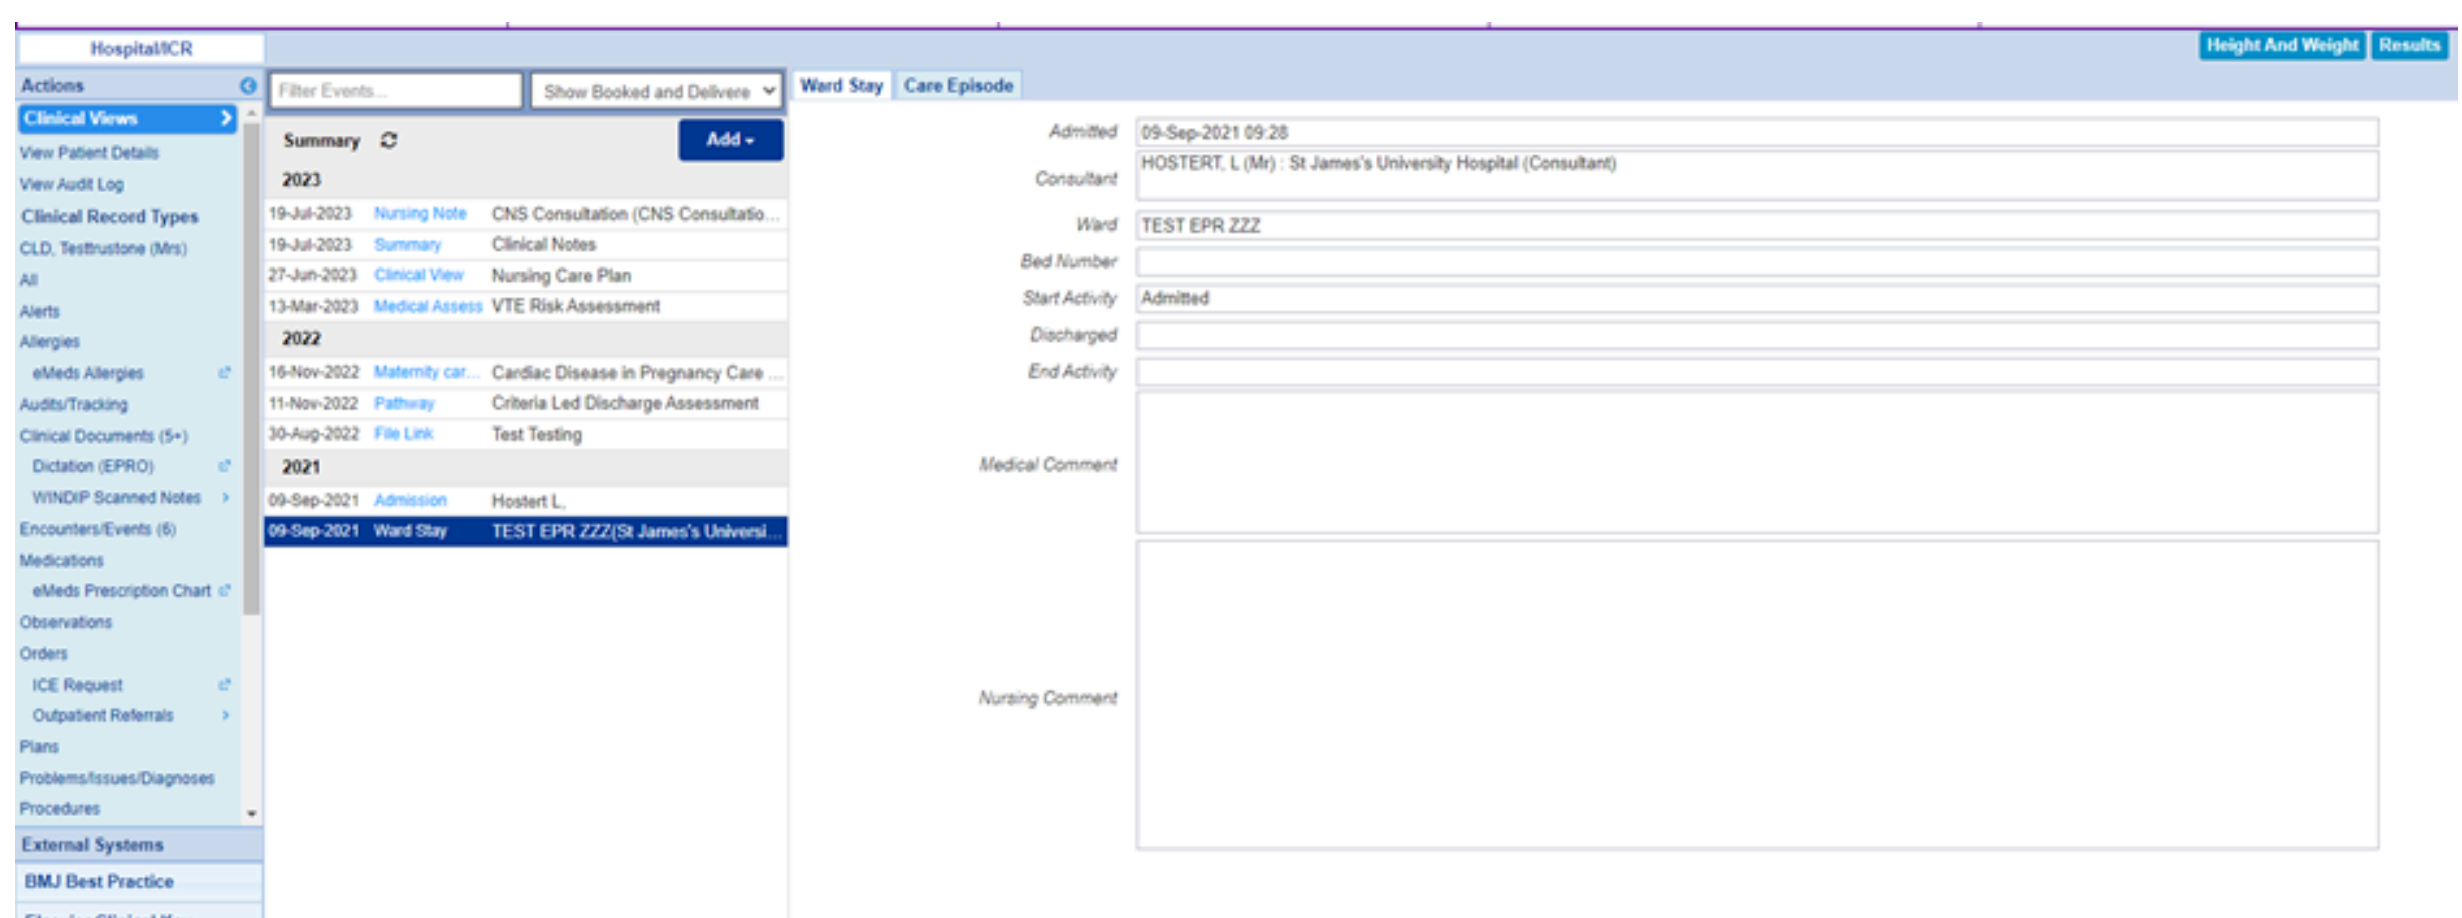 Hospital/ICR
Height And Weight Results
Actions
Clinical Views
View Patient Details
View Audit Log
Clinical Record Types
CLD, Testtrustone (Mrs)
All
Alerts
Allergies
eMeds Allergies
Audits/Tracking
Clinical Documents (5+)
Dictation (EPRO)
WINDIP Scanned Notes
Encounters/Events (6)
Medications
eMeds Prescription Chart
Observations
Orders
ICE Request
Outpatient Referrals
Plans
Problems/Issues/Diagnoses
Procedures
External Systems
BMJ Best Practice
Filter Events... Show Booked and Delivere
Summary Add
2023
19-Jul-2023 Nursing Note CNS Consultation (CNS Consultatio...
19-Jul-2023 Summary Clinical Notes
27-Jun-2023 Clinical View Nursing Care Plan
13-Mar-2023 Medical Assess VTE Risk Assessment
2022
16-Nov-2022 Maternity car... Cardiac Disease in Pregnancy Care ...
11-Nov-2022 Pathway Criteria Led Discharge Assessment
30-Aug-2022 File Link Test Testing
2021
09-Sep-2021 Admission Hostert L,
09-Sep-2021 Ward Stay TEST EPR ZZZ(St James's Universi...
Ward Stay Care Episode
Admitted 09-Sep-2021 09:28
Consultant HOSTERT, L (Mr) : St James's University Hospital (Consultant)
Ward TEST EPR ZZZ
Bed Number
Start Activity Admitted
Discharged
End Activity
Medical Comment
Nursing Comment